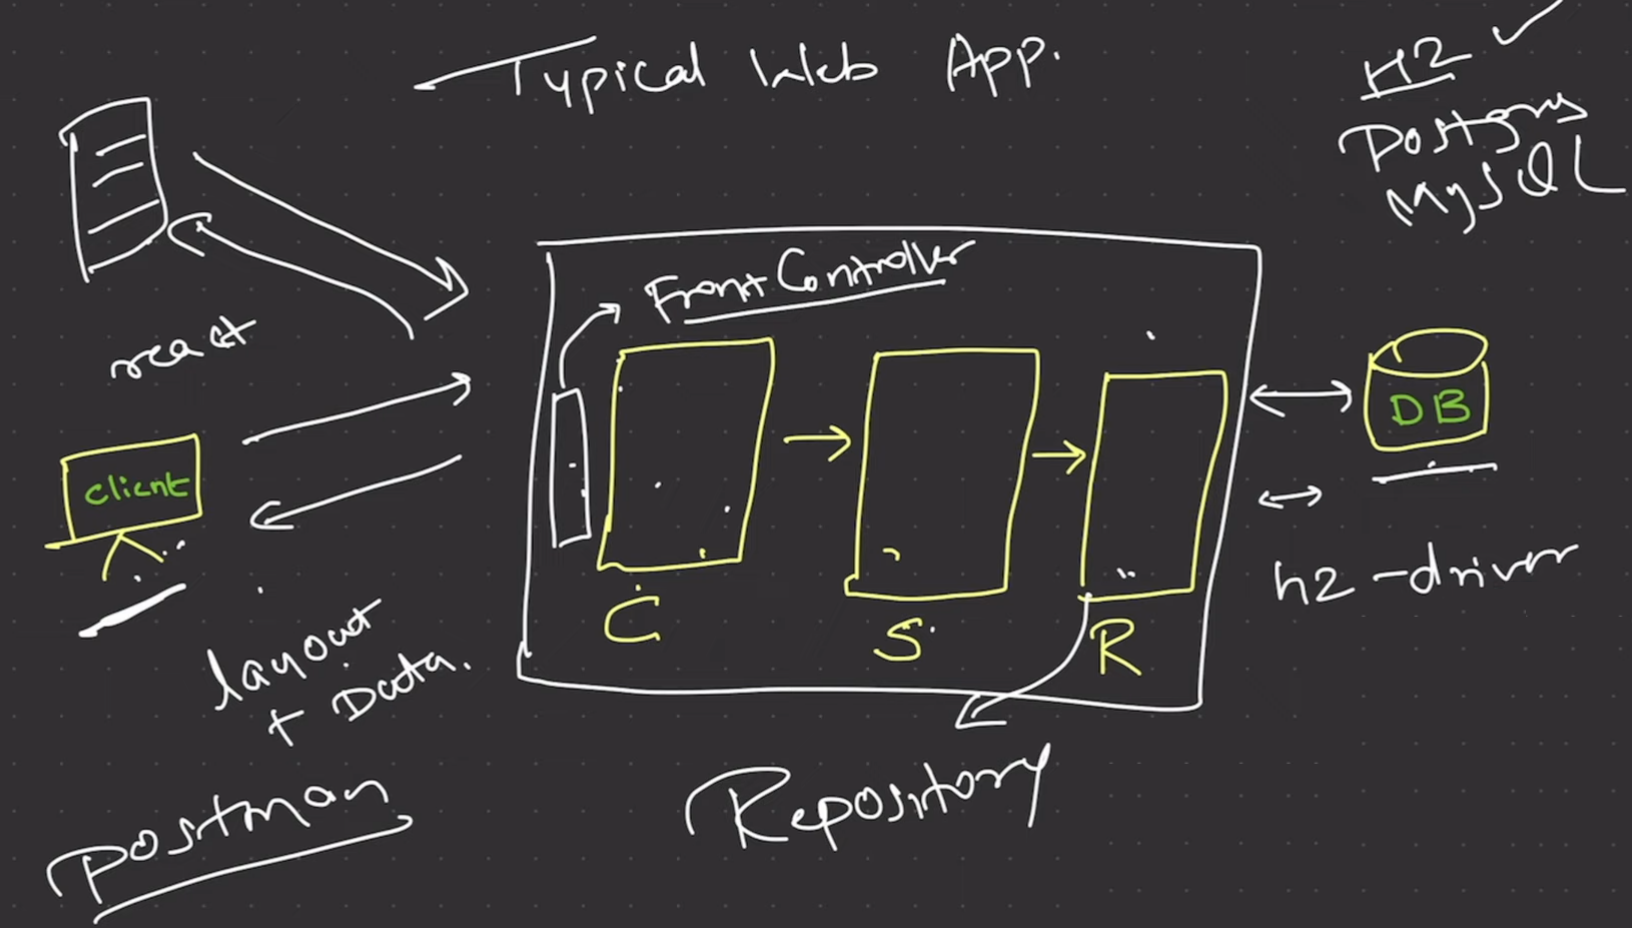 Typical Web App.
H2
Postgres
MySQL
Front Controller
react
client
DB
C
S
R
h2-driver
layout
+ Data.
Repository
Postman